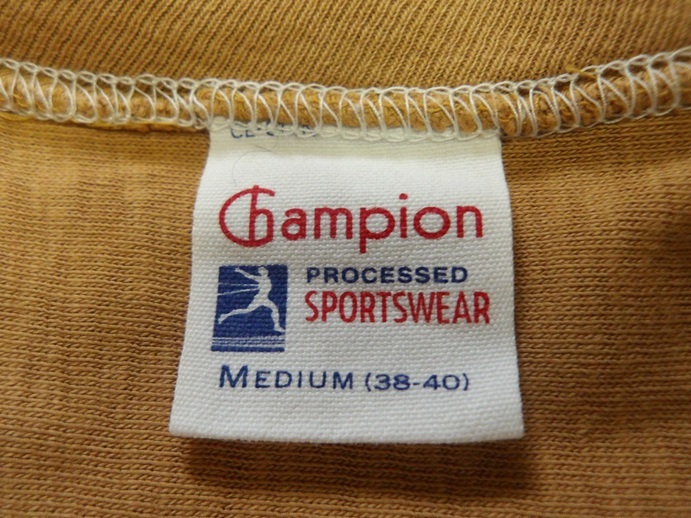 Champion
PROCESSED
SPORTSWEAR
MEDIUM (38-40)